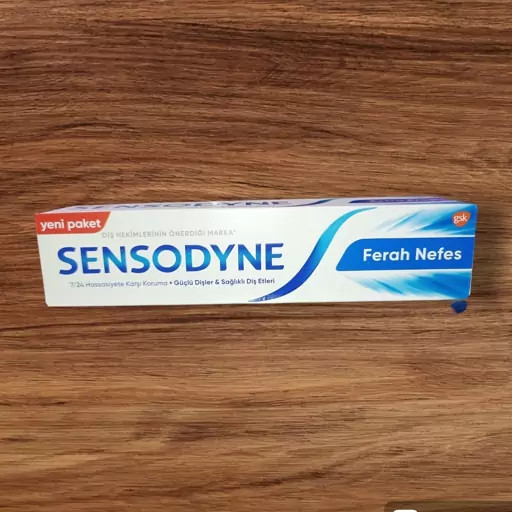 yeni paket
DİŞ HEKİMLERİNİN ÖNERDİĞİ MARKA*
SENSODYNE
7/24 Hassasiyete Karşı Koruma • Güçlü Dişler & Sağlıklı Diş Etleri
gsk
Ferah Nefes